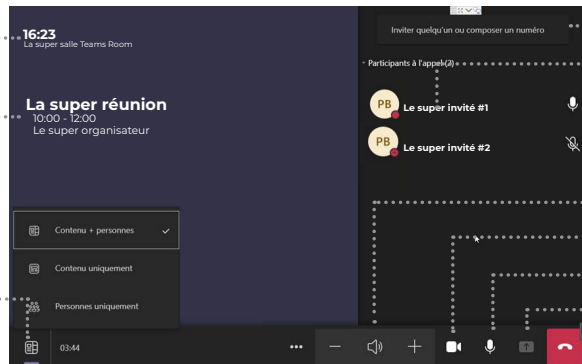 16:23
La super salle Teams Room
Inviter quelqu'un ou composer un numéro
Participants à l'appel (2)
La super réunion
10:00 - 12:00
Le super organisateur
PB
Le super invité #1
PB
Le super invité #2
Contenu + personnes
Contenu uniquement
Personnes uniquement
03:44